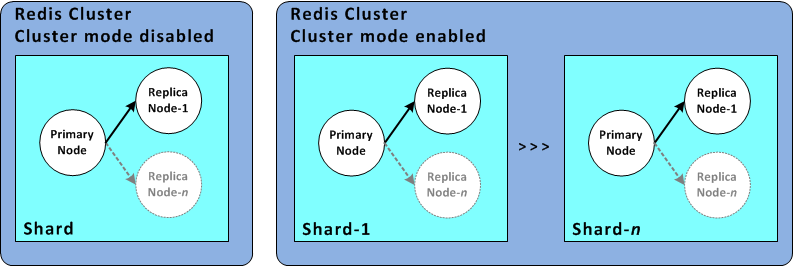 Redis Cluster
Cluster mode disabled
Primary
Node
Replica
Node-1
Replica
Node-n
Shard
Redis Cluster
Cluster mode enabled
Primary
Node
Replica
Node-1
Replica
Node-n
Shard-1
>>>
Primary
Node
Replica
Node-1
Replica
Node-n
Shard-n